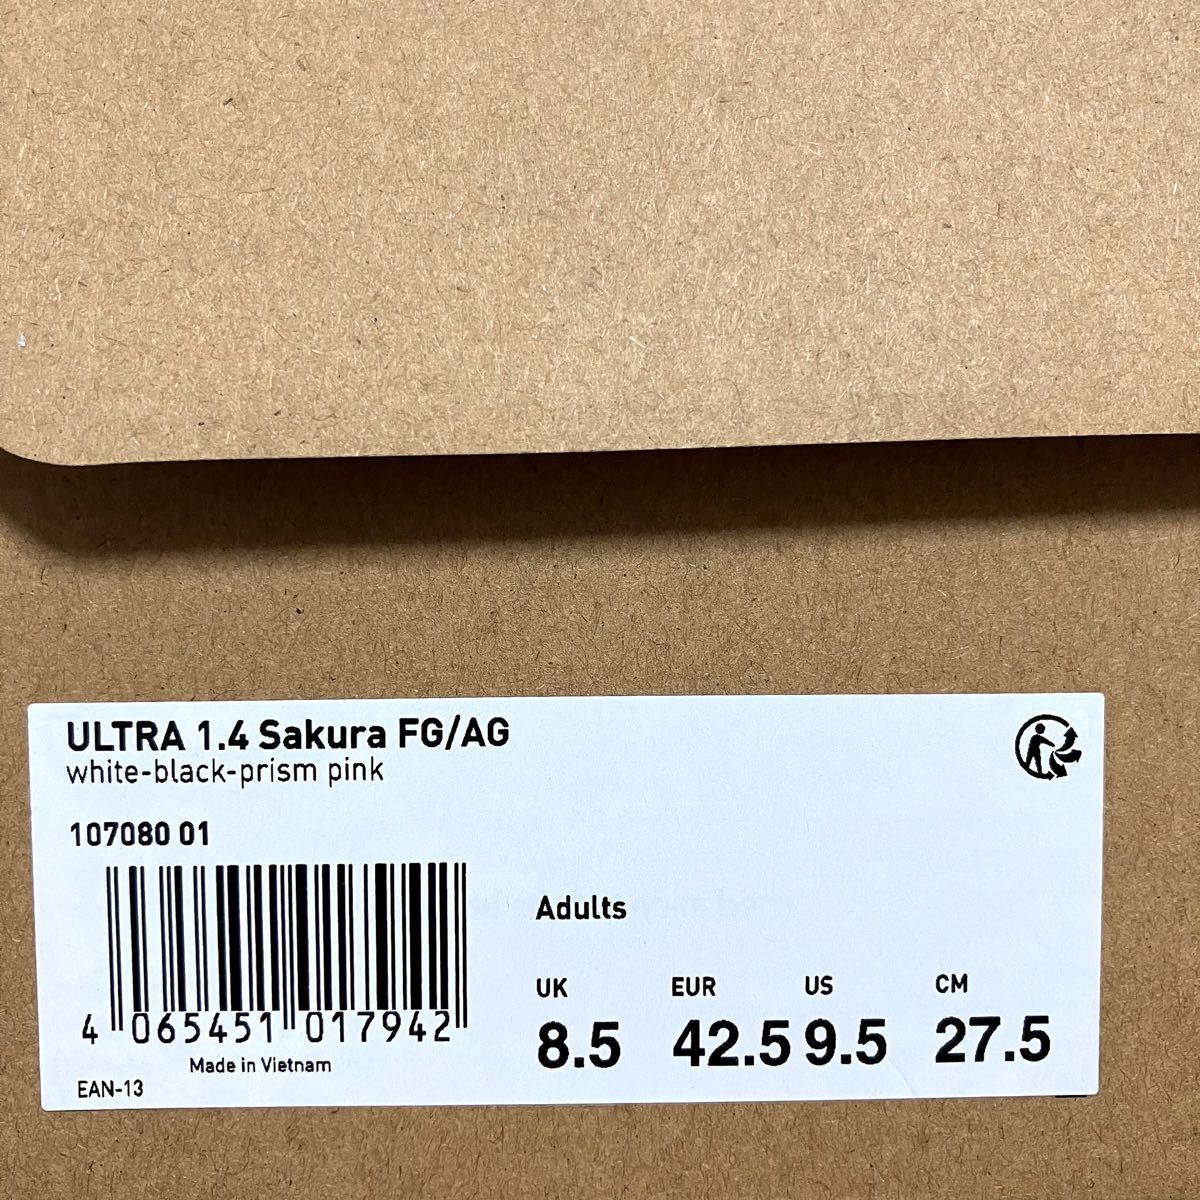 ULTRA 1.4 Sakura FG/AG
white-black-prism pink
107080 01
4 065451 017942
Made in Vietnam
EAN-13
Adults
UK EUR US CM
8.5 42.5 9.5 27.5